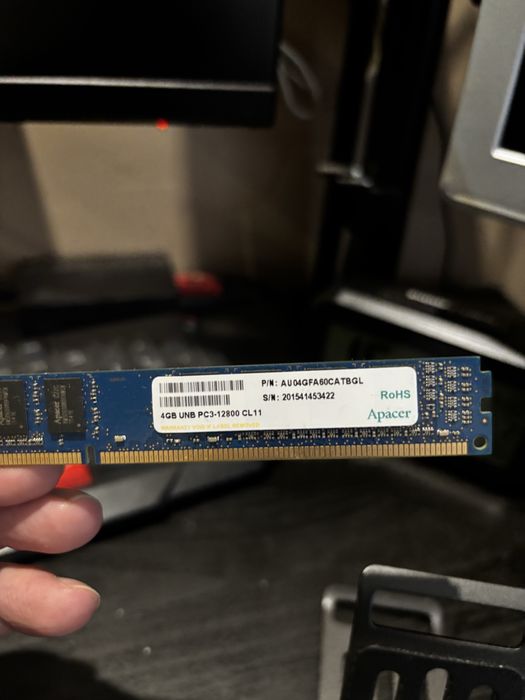 P/N: AU04GFA60CATBGL
S/N: 201541453422
4GB UNB PC3-12800 CL11
WARRANTY VOID IF LABEL REMOVED
RoHS
Apacer